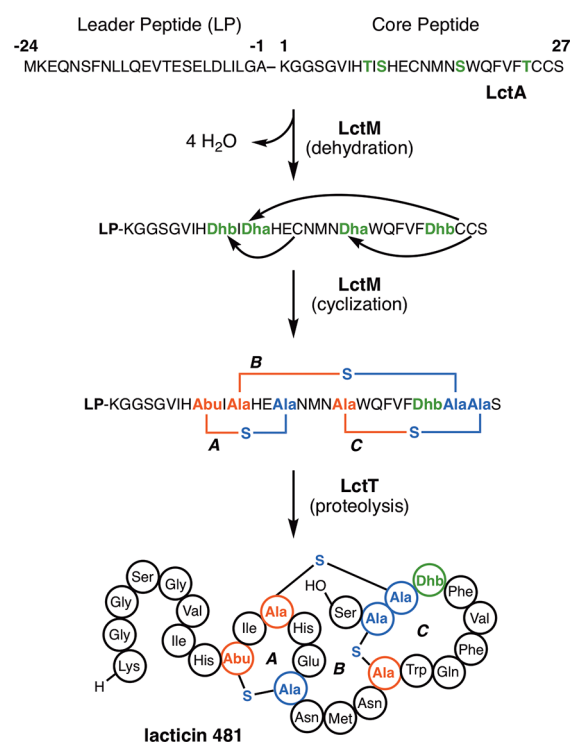 Leader Peptide (LP) Core Peptide
-24 -1 1 27
MKEQNSFNLLQEVTESELDLILGA– KGGSGVIHTISHECNMNSWQFVFTCCS
LctA
4 H2O LctM
(dehydration)
LP-KGGSGVIHDhbIDhaHECNMNDhaWQFVFDhbCCS
LctM
(cyclization)
B
S
LP-KGGSGVIHAbuIAlaHEAlaNMNAlaWQFVFDhbAlaAlaS
A S C S
LctT
(proteolysis)
S
Ser Gly HO Ala Dhb Phe
Gly Val Ile Ala His Ser Ala C Val
Gly Ile Phe
Lys His Abu A Glu B S Ala Trp Gln
H S Ala Asn
Asn Met
lacticin 481